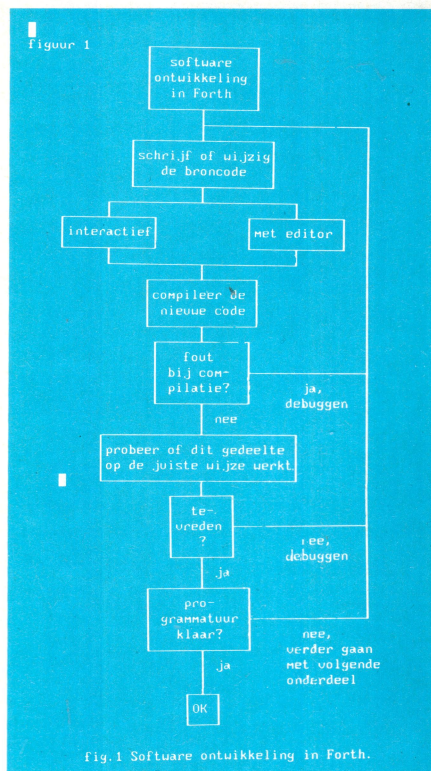 figuur 1
software
ontwikkeling
in Forth
schrijf of wijzig
de broncode
interactief
met editor
compileer de
nieuwe code
fout
bij com-
pilatie?
ja,
debuggen
nee
probeer of dit gedeelte
op de juiste wijze werkt
te-
vreden
?
nee,
debuggen
ja
pro-
grammatuur
klaar?
nee,
verder gaan
met volgende
onderdeel
ja
OK
fig.1 Software ontwikkeling in Forth.